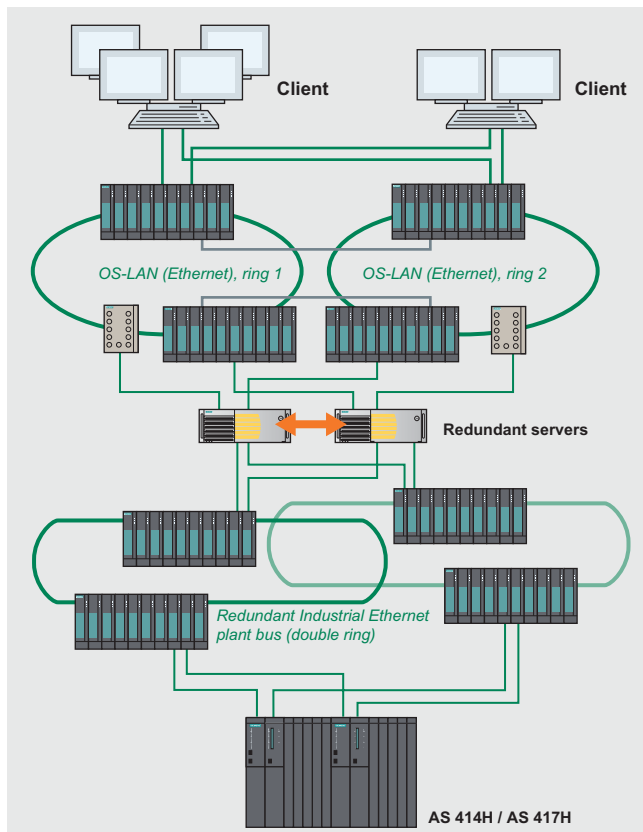 Client
Client
OS-LAN (Ethernet), ring 1
OS-LAN (Ethernet), ring 2
Redundant servers
Redundant Industrial Ethernet
plant bus (double ring)
AS 414H / AS 417H